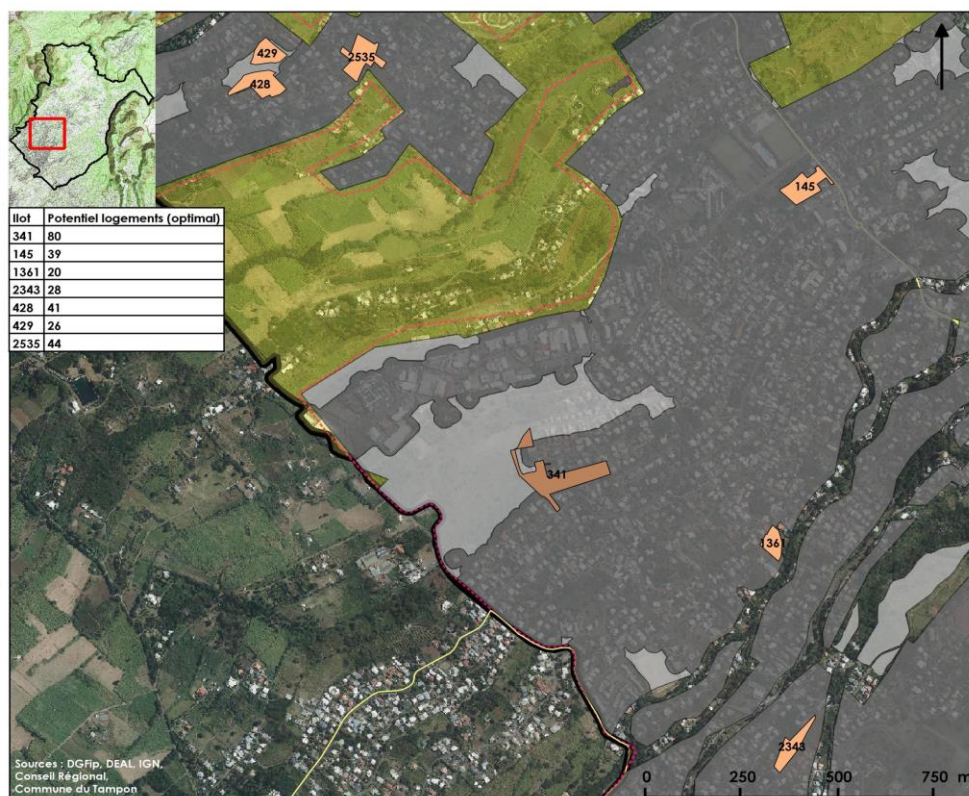 429
2535
428
145
Ilot Potentiel logements (optimal)
341 80
145 39
1361 20
2343 28
428 41
429 26
2535 44
341
136
2343
Sources : DGFip, DEAL, IGN,
Conseil Régional,
Commune du Tampon
0 250 500 750 m